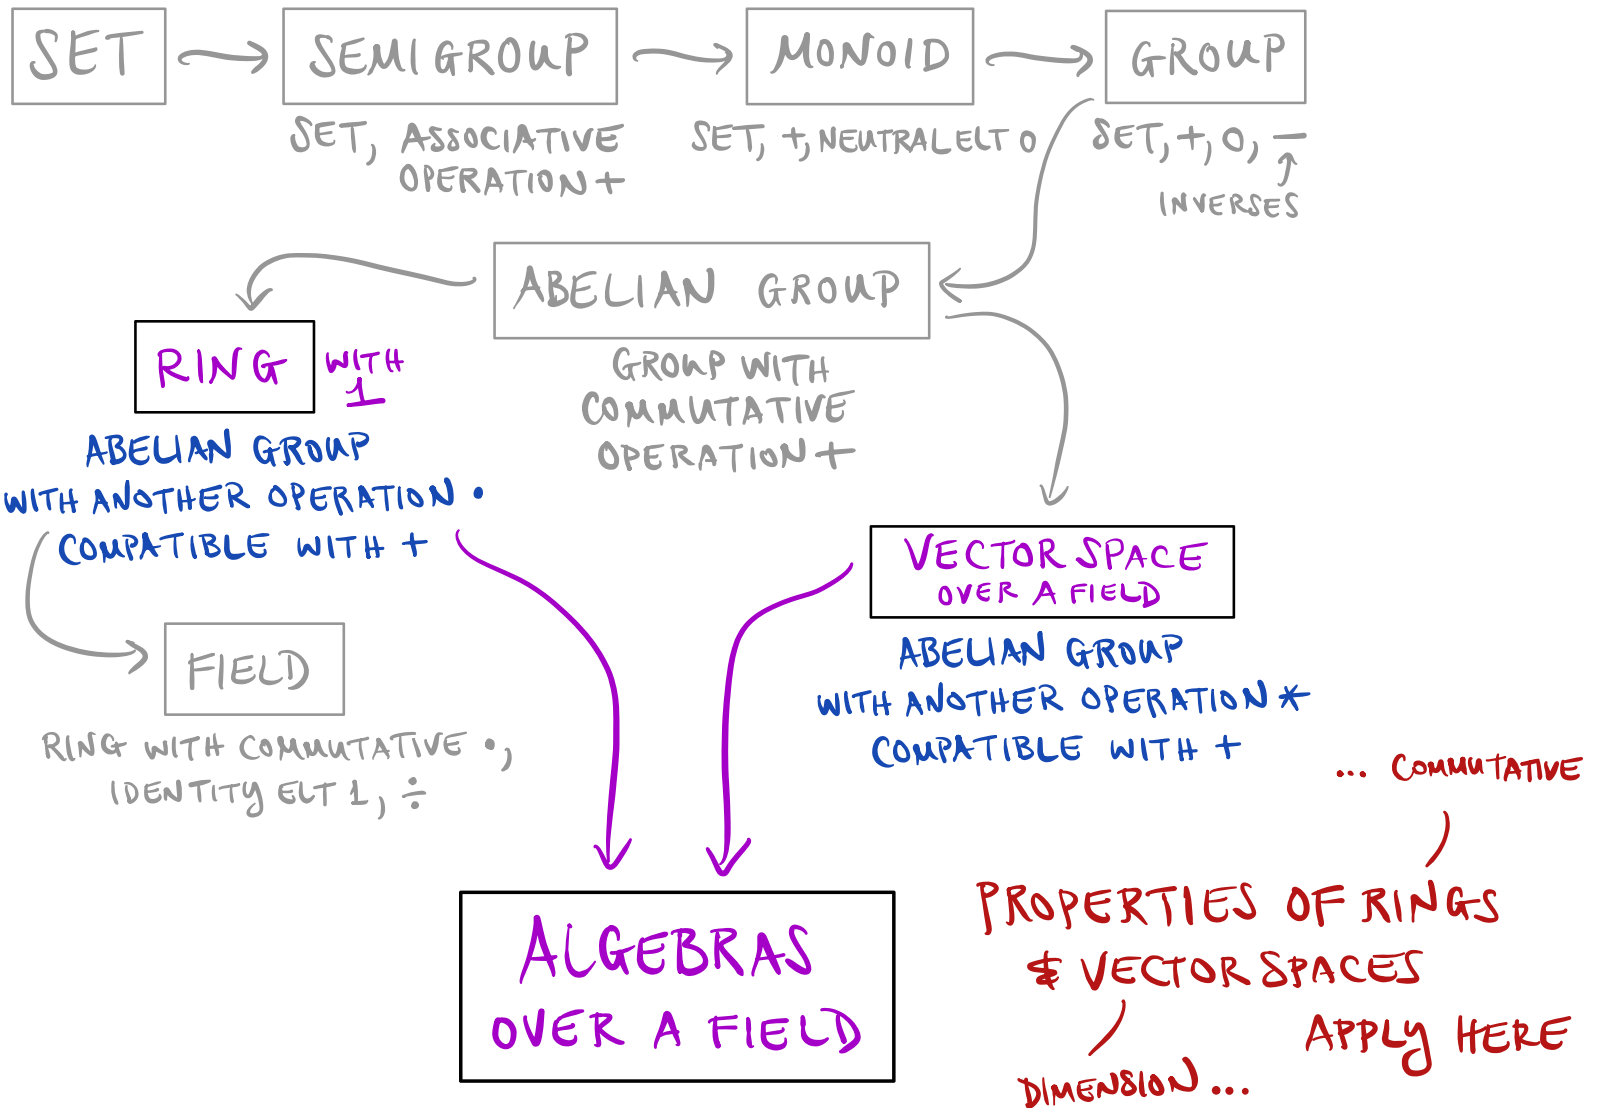 SET
SEMIGROUP
MONOID
GROUP
SET, ASSOCIATIVE
OPERATION +
SET, +, NEUTRAL ELT 0
SET, +, 0, −
INVERSES
ABELIAN GROUP
GROUP WITH
COMMUTATIVE
OPERATION +
RING
WITH
1
ABELIAN GROUP
WITH ANOTHER OPERATION •
COMPATIBLE WITH +
VECTOR SPACE
OVER A FIELD
ABELIAN GROUP
WITH ANOTHER OPERATION *
COMPATIBLE WITH +
FIELD
RING WITH COMMUTATIVE •,
IDENTITY ELT 1, ÷
ALGEBRAS
OVER A FIELD
... COMMUTATIVE
PROPERTIES OF RINGS
& VECTOR SPACES
APPLY HERE
DIMENSION ...